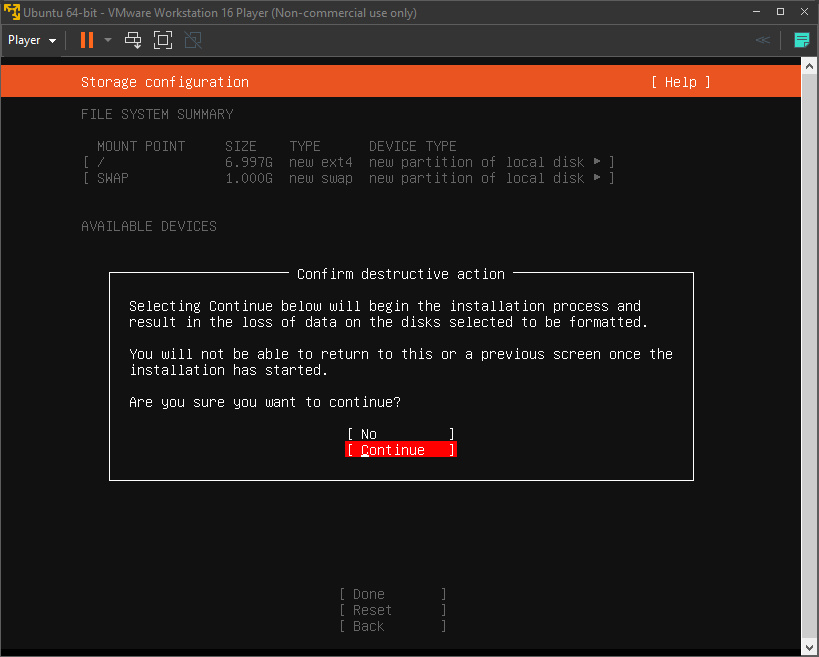 Ubuntu 64-bit - VMware Workstation 16 Player (Non-commercial use only)
Player
Storage configuration [ Help ]
FILE SYSTEM SUMMARY
MOUNT POINT SIZE TYPE DEVICE TYPE
[ / 6.997G new ext4 new partition of local disk ▸ ]
[ SWAP 1.000G new swap new partition of local disk ▸ ]
AVAILABLE DEVICES
Confirm destructive action
Selecting Continue below will begin the installation process and
result in the loss of data on the disks selected to be formatted.
You will not be able to return to this or a previous screen once the
installation has started.
Are you sure you want to continue?
[ No ]
[ Continue ]
[ Done ]
[ Reset ]
[ Back ]